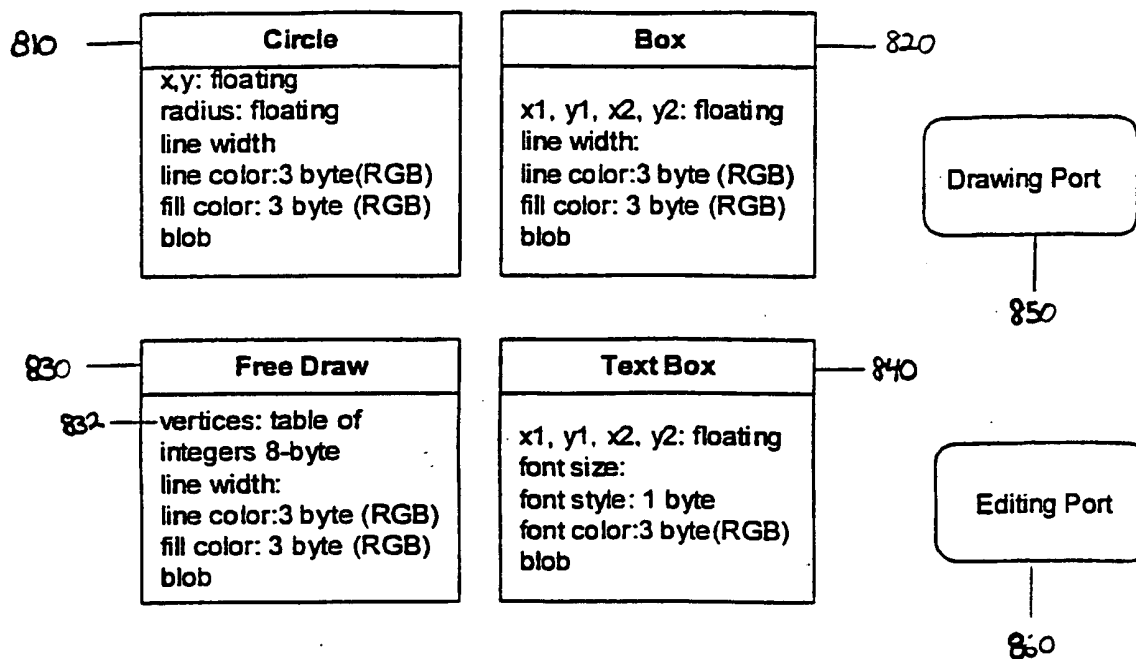 810
Circle
x,y: floating
radius: floating
line width
line color:3 byte(RGB)
fill color: 3 byte (RGB)
blob
Box
820
x1, y1, x2, y2: floating
line width:
line color:3 byte (RGB)
fill color: 3 byte (RGB)
blob
Drawing Port
850
830
Free Draw
832
vertices: table of
integers 8-byte
line width:
line color:3 byte (RGB)
fill color: 3 byte (RGB)
blob
Text Box
840
x1, y1, x2, y2: floating
font size:
font style: 1 byte
font color:3 byte(RGB)
blob
Editing Port
860